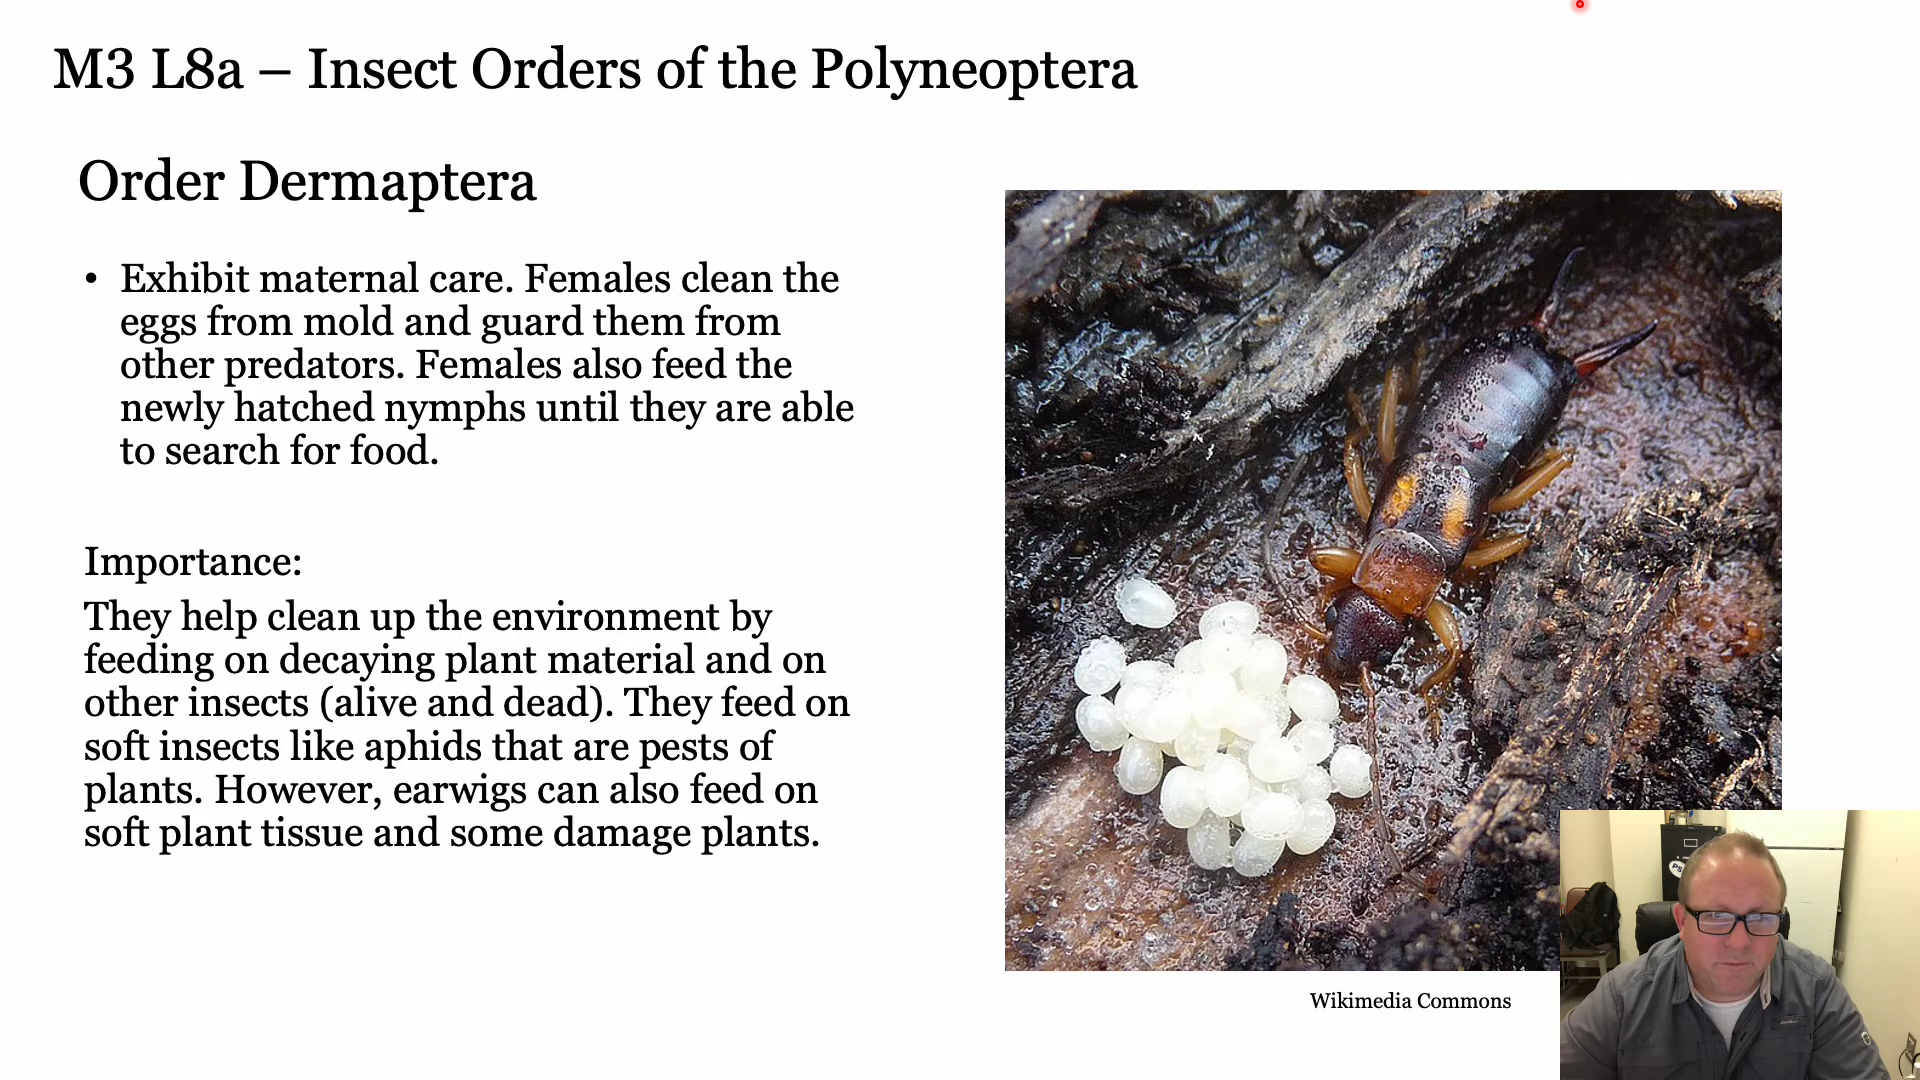 M3 L8a – Insect Orders of the Polyneoptera
Order Dermaptera
• Exhibit maternal care. Females clean the
eggs from mold and guard them from
other predators. Females also feed the
newly hatched nymphs until they are able
to search for food.
Importance:
They help clean up the environment by
feeding on decaying plant material and on
other insects (alive and dead). They feed on
soft insects like aphids that are pests of
plants. However, earwigs can also feed on
soft plant tissue and some damage plants.
Wikimedia Commons